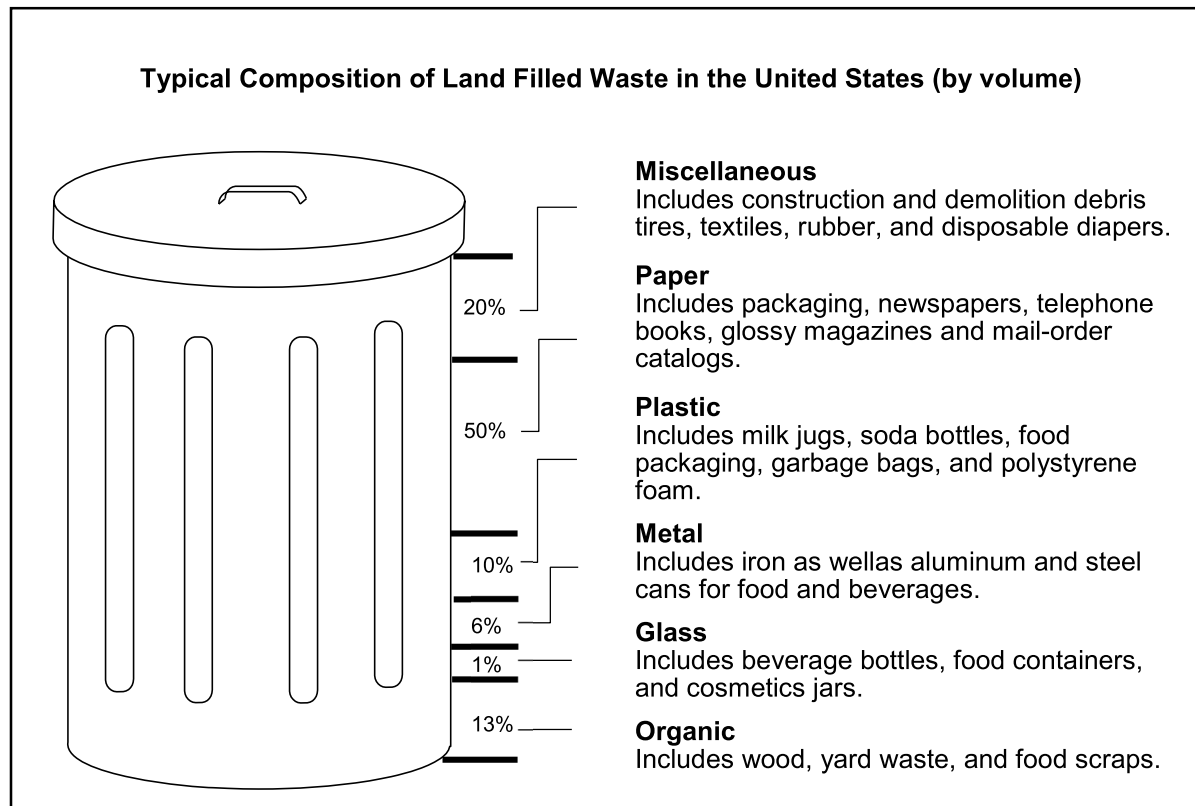 Typical Composition of Land Filled Waste in the United States (by volume)
Miscellaneous
Includes construction and demolition debris
tires, textiles, rubber, and disposable diapers.
20%
Paper
Includes packaging, newspapers, telephone
books, glossy magazines and mail-order
catalogs.
50%
Plastic
Includes milk jugs, soda bottles, food
packaging, garbage bags, and polystyrene
foam.
10%
Metal
Includes iron as wellas aluminum and steel
cans for food and beverages.
6%
Glass
Includes beverage bottles, food containers,
and cosmetics jars.
1%
Organic
Includes wood, yard waste, and food scraps.
13%